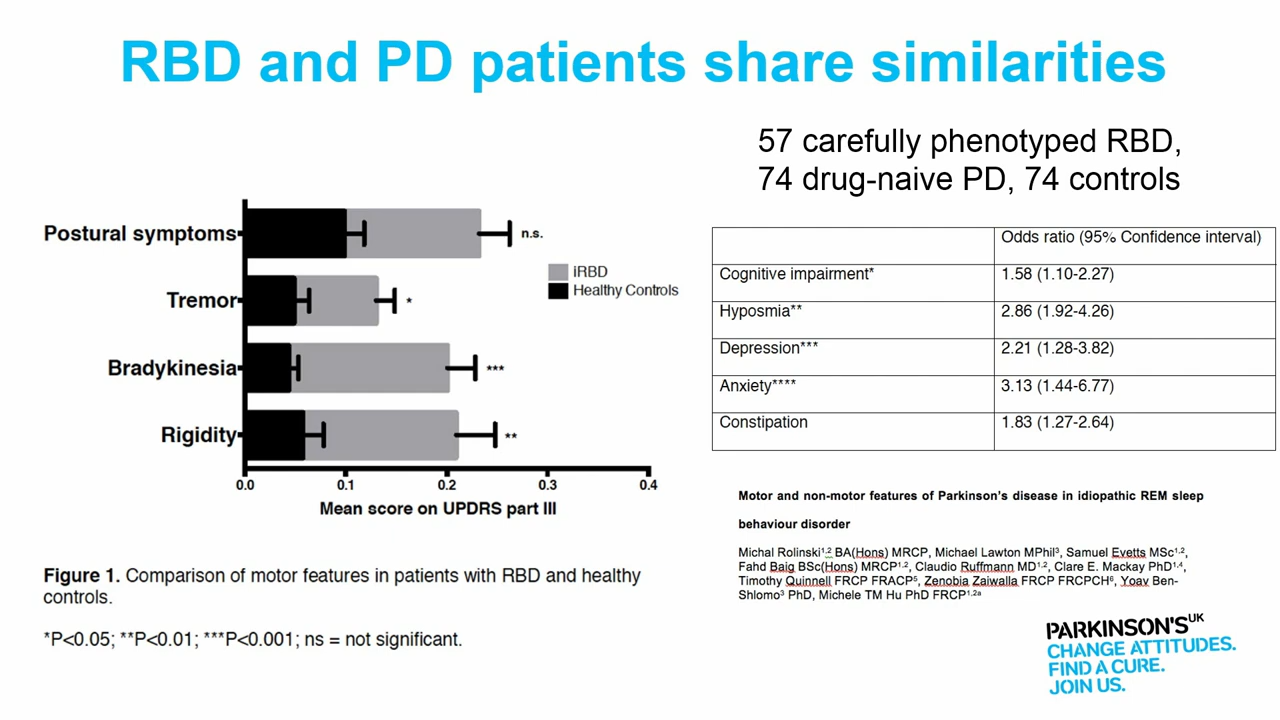 RBD and PD patients share similarities
57 carefully phenotyped RBD,
74 drug-naive PD, 74 controls
Postural symptoms
n.s.
iRBD
Healthy Controls
Tremor
*
Bradykinesia
***
Rigidity
**
0.0 0.1 0.2 0.3 0.4
Mean score on UPDRS part III
Figure 1. Comparison of motor features in patients with RBD and healthy
controls.
*P<0.05; **P<0.01; ***P<0.001; ns = not significant.
Odds ratio (95% Confidence interval)
Cognitive impairment* 1.58 (1.10-2.27)
Hyposmia** 2.86 (1.92-4.26)
Depression*** 2.21 (1.28-3.82)
Anxiety**** 3.13 (1.44-6.77)
Constipation 1.83 (1.27-2.64)
Motor and non-motor features of Parkinson's disease in idiopathic REM sleep
behaviour disorder
Michal Rolinski¹,² BA(Hons) MRCP, Michael Lawton MPhil³, Samuel Evetts MSc¹,²,
Fahd Baig BSc(Hons) MRCP¹,², Claudio Ruffmann MD¹,², Clare E. Mackay PhD¹,⁴,
Timothy Quinnell FRCP FRACP⁵, Zenobia Zaiwalla FRCP FRCPCH⁶, Yoav Ben-
Shlomo³ PhD, Michele TM Hu PhD FRCP¹,²ᵃ
PARKINSON'S UK
CHANGE ATTITUDES.
FIND A CURE.
JOIN US.